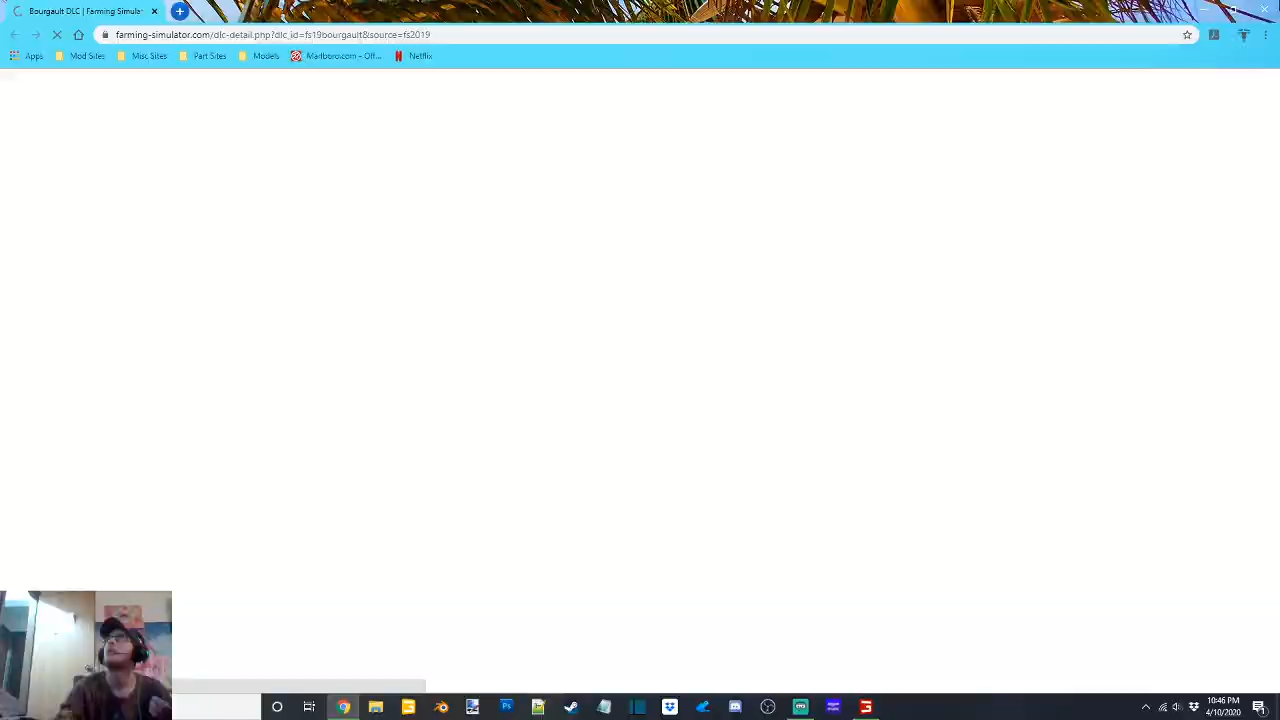 Bourgault DLC | Farming Simula
farming-simulator.com/dlc-detail.php?dlc_id=fs19bourgault&source=fs2019
Apps Mod Sites Misc Sites Part Sites Models Marlboro.com - Off... Netflix
10:46 PM
4/10/2020